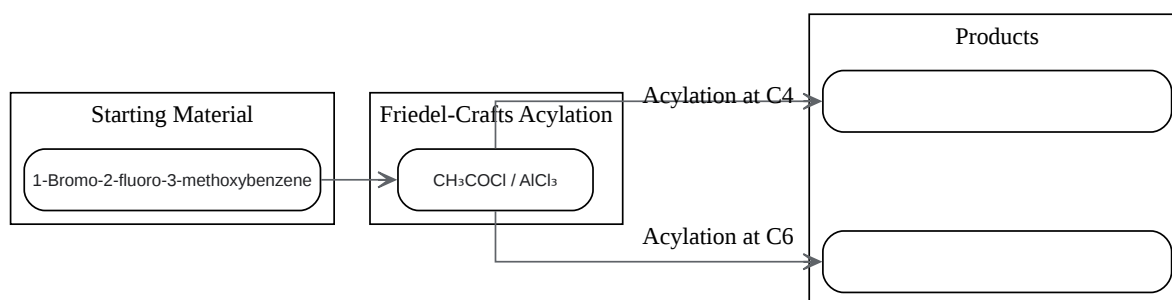 Products
Starting Material
1-Bromo-2-fluoro-3-methoxybenzene
Friedel-Crafts Acylation
CH₃COCl / AlCl₃
Acylation at C4
Acylation at C6